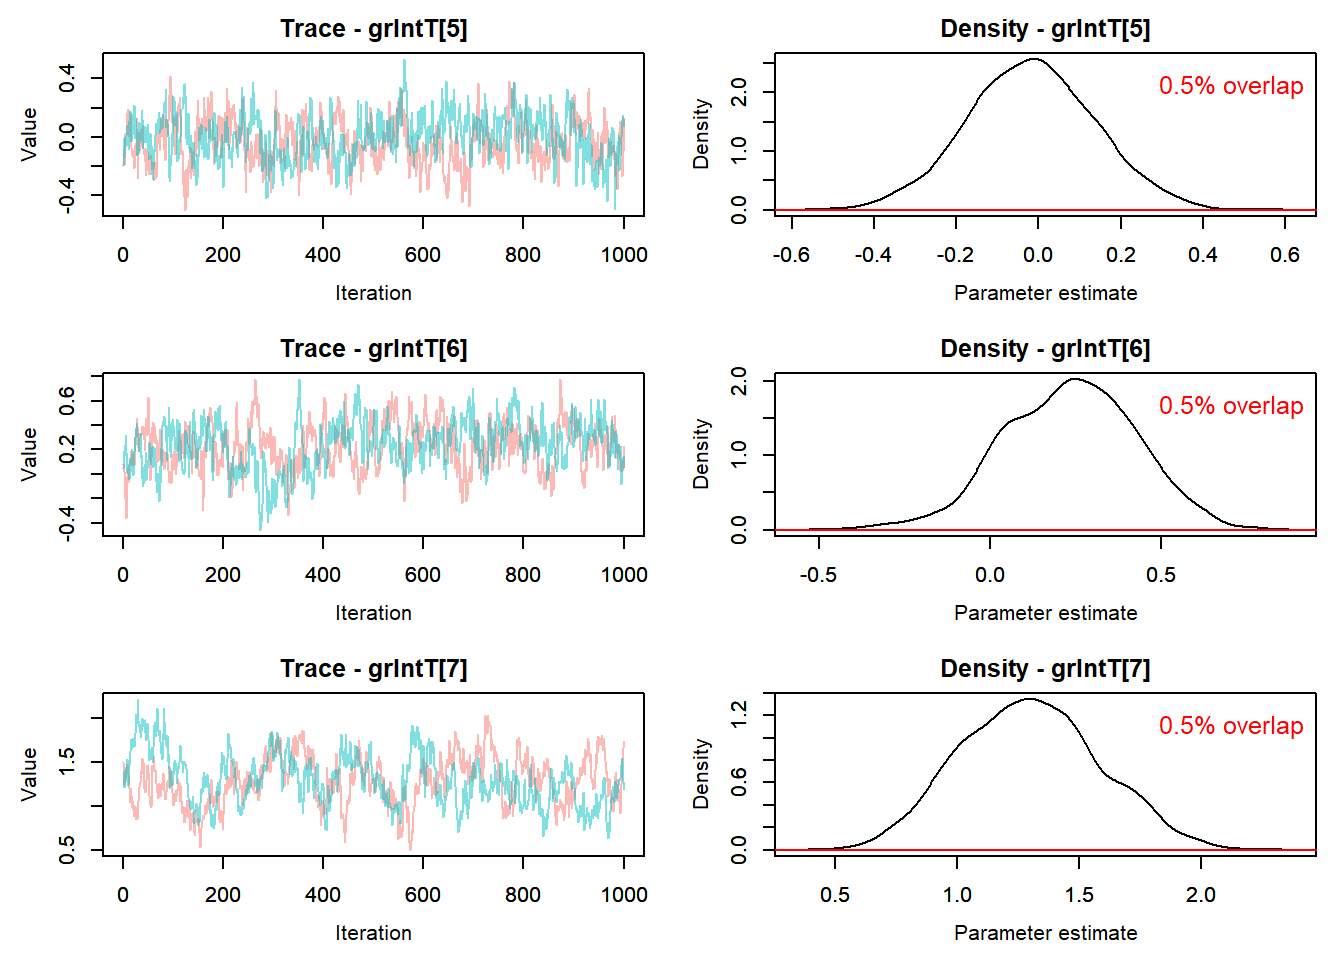 Trace - grIntT[5]
Value
-0.4 0.0 0.4
0 200 400 600 800 1000
Iteration
Density - grIntT[5]
Density
0.0 1.0 2.0
0.5% overlap
-0.6 -0.4 -0.2 0.0 0.2 0.4 0.6
Parameter estimate
Trace - grIntT[6]
Value
-0.4 0.2 0.6
0 200 400 600 800 1000
Iteration
Density - grIntT[6]
Density
0.0 1.0 2.0
0.5% overlap
-0.5 0.0 0.5
Parameter estimate
Trace - grIntT[7]
Value
0.5 1.5
0 200 400 600 800 1000
Iteration
Density - grIntT[7]
Density
0.0 0.6 1.2
0.5% overlap
0.5 1.0 1.5 2.0
Parameter estimate